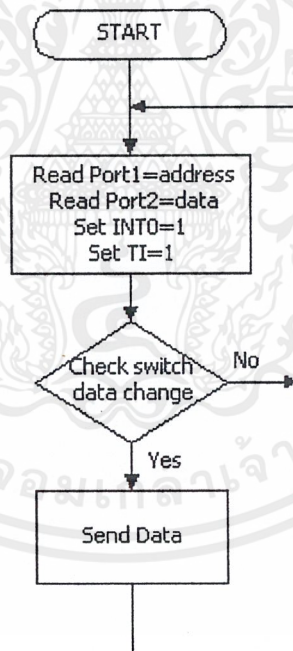 START
Read Port1=address
Read Port2=data
Set INT0=1
Set TI=1
Check switch
data change
No
Yes
Send Data